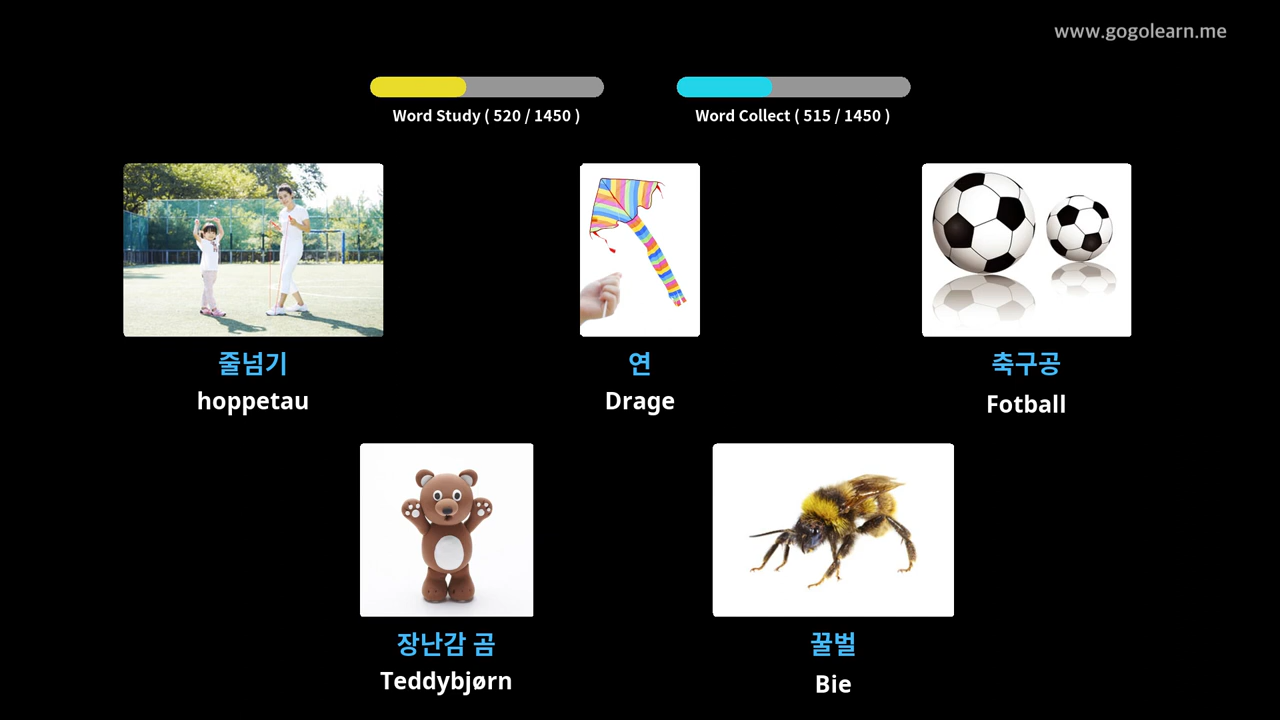 www.gogolearn.me
Word Study ( 520 / 1450 )
Word Collect ( 515 / 1450 )
줄넘기
hoppetau
연
Drage
축구공
Fotball
장난감 곰
Teddybjørn
꿀벌
Bie